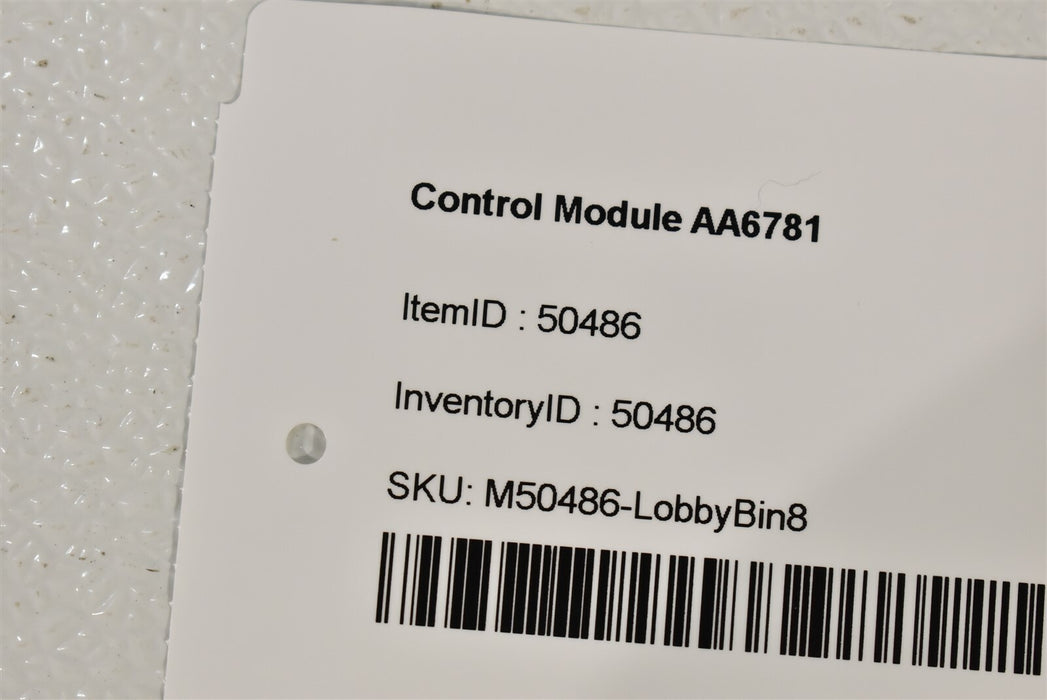 Control Module AA6781
ItemID : 50486
InventoryID : 50486
SKU: M50486-LobbyBin8